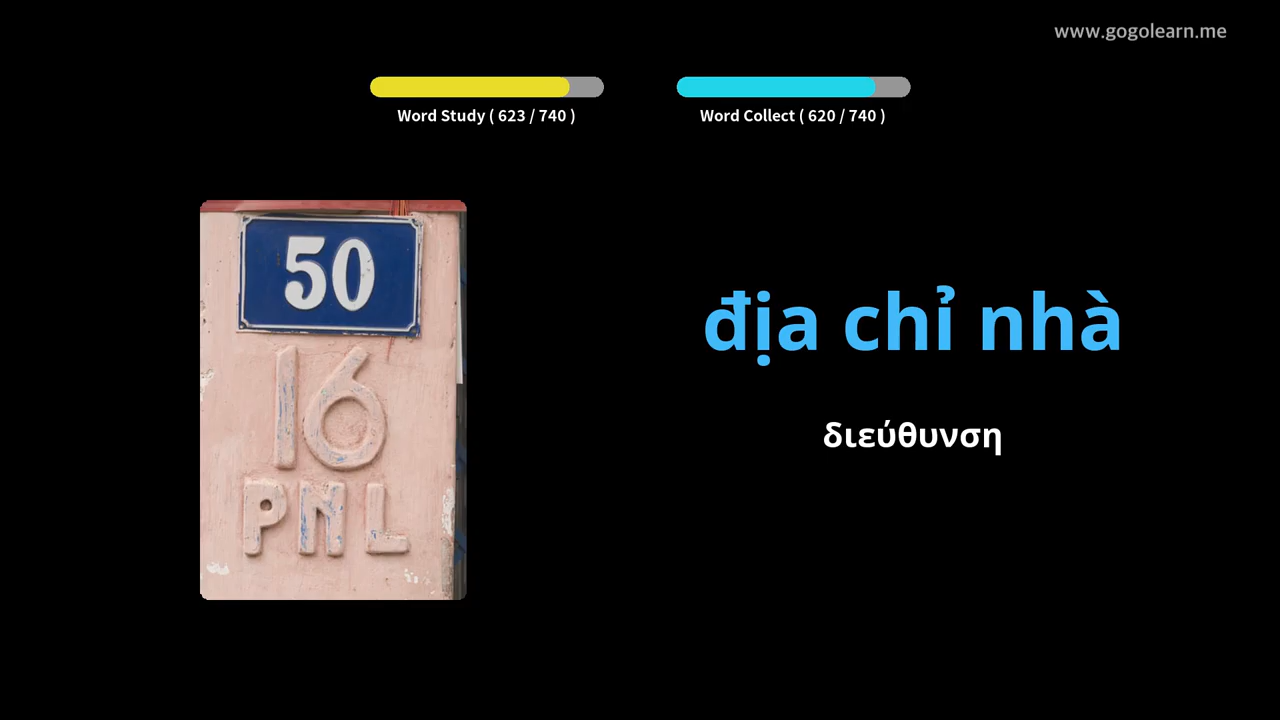 www.gogolearn.me
Word Study ( 623 / 740 )
Word Collect ( 620 / 740 )
50
16
PNL
địa chỉ nhà
διεύθυνση